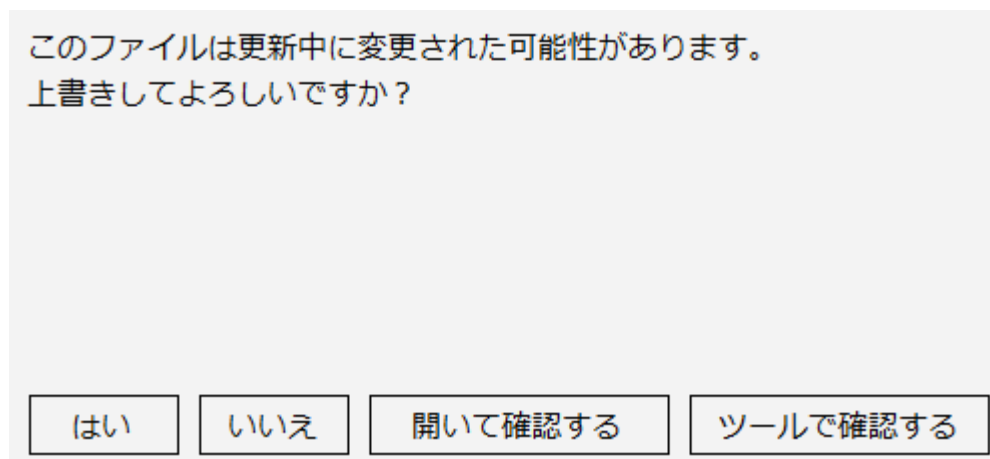 このファイルは更新中に変更された可能性があります。
上書きしてよろしいですか？
はい
いいえ
開いて確認する
ツールで確認する